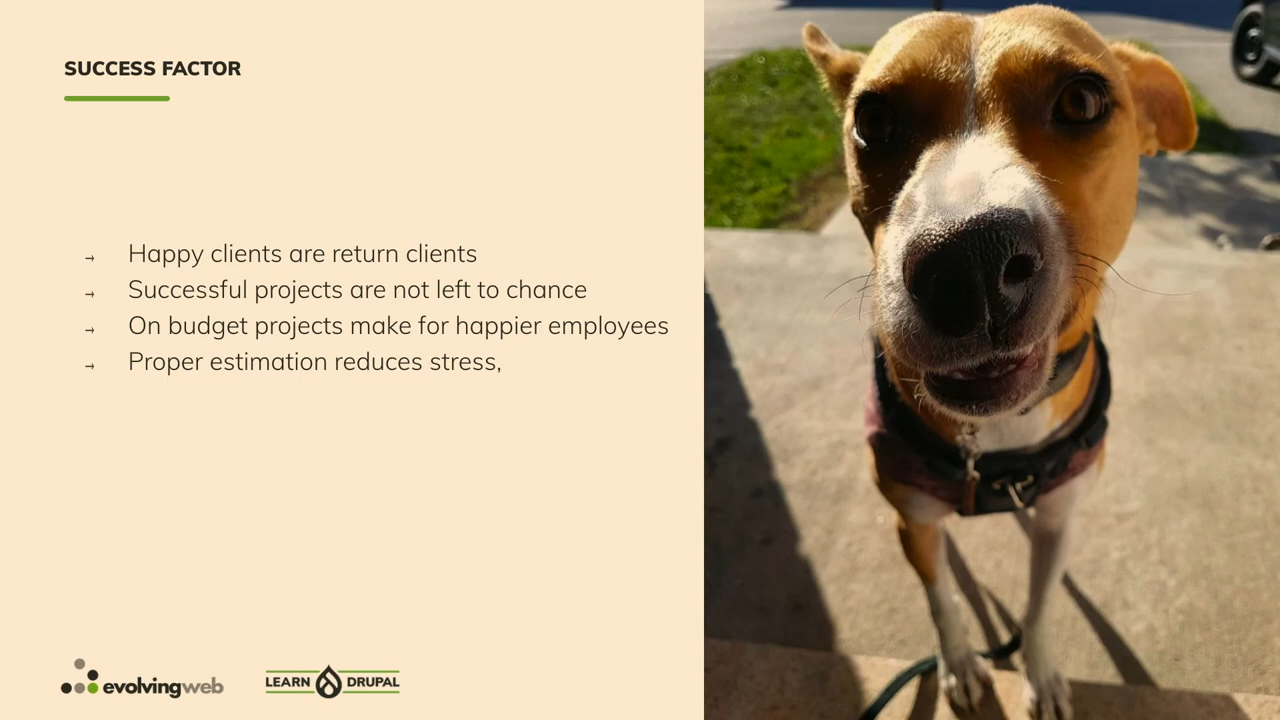 SUCCESS FACTOR
→ Happy clients are return clients
→ Successful projects are not left to chance
→ On budget projects make for happier employees
→ Proper estimation reduces stress,
evolvingweb
LEARN DRUPAL